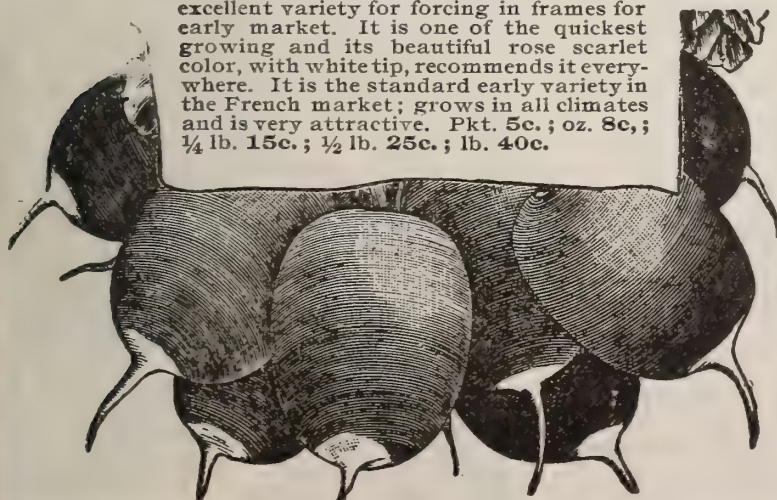 excellent variety for forcing in frames for
early market. It is one of the quickest
growing and its beautiful rose scarlet
color, with white tip, recommends it every-
where. It is the standard early variety in
the French market; grows in all climates
and is very attractive. Pkt. 5c.; oz. 8c,;
¼ lb. 15c.; ½ lb. 25c.; lb. 40c.